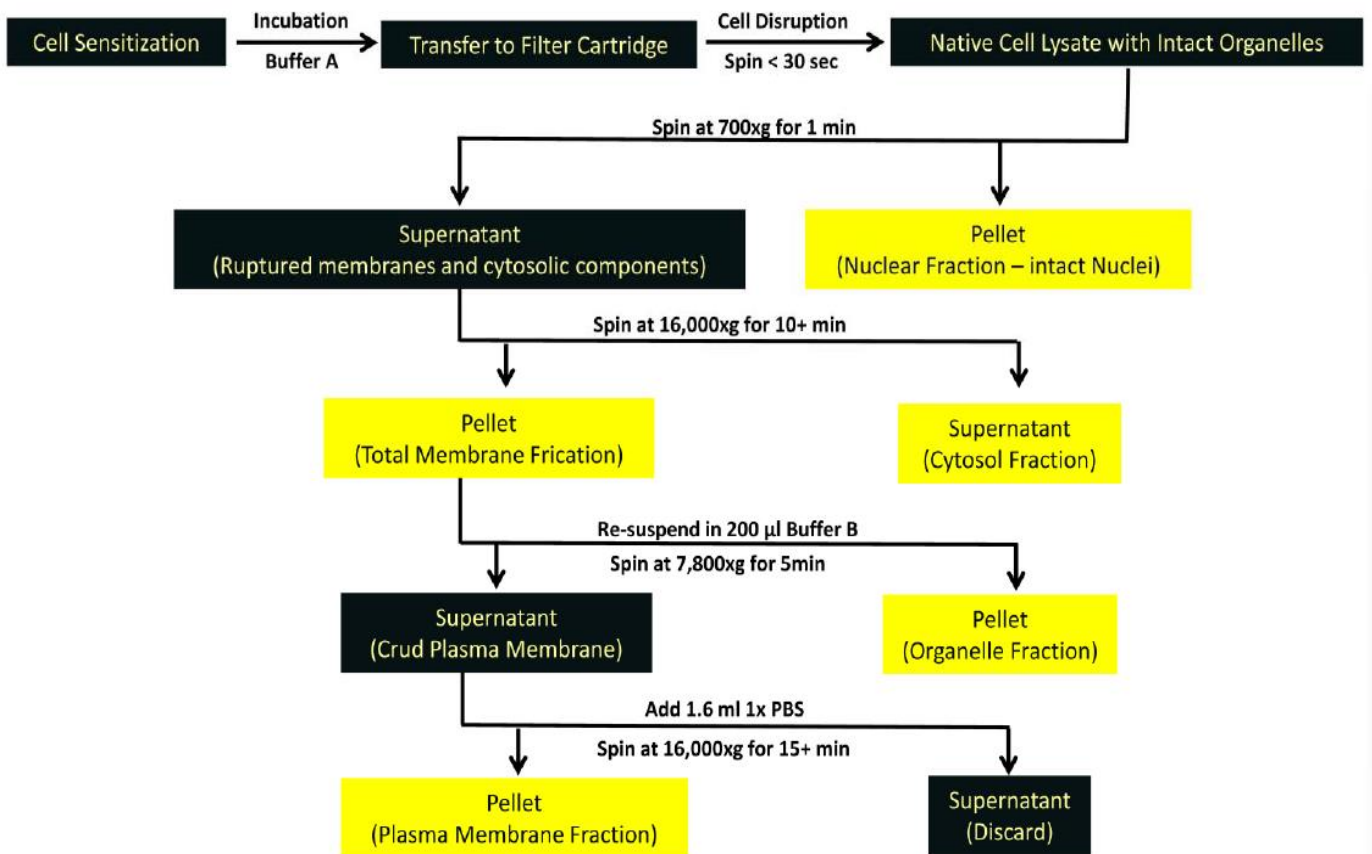 Cell Sensitization
Incubation
Buffer A
Transfer to Filter Cartridge
Cell Disruption
Spin < 30 sec
Native Cell Lysate with Intact Organelles
Spin at 700xg for 1 min
Supernatant
(Ruptured membranes and cytosolic components)
Pellet
(Nuclear Fraction – intact Nuclei)
Spin at 16,000xg for 10+ min
Pellet
(Total Membrane Frication)
Supernatant
(Cytosol Fraction)
Re-suspend in 200 µl Buffer B
Spin at 7,800xg for 5min
Supernatant
(Crud Plasma Membrane)
Pellet
(Organelle Fraction)
Add 1.6 ml 1x PBS
Spin at 16,000xg for 15+ min
Pellet
(Plasma Membrane Fraction)
Supernatant
(Discard)